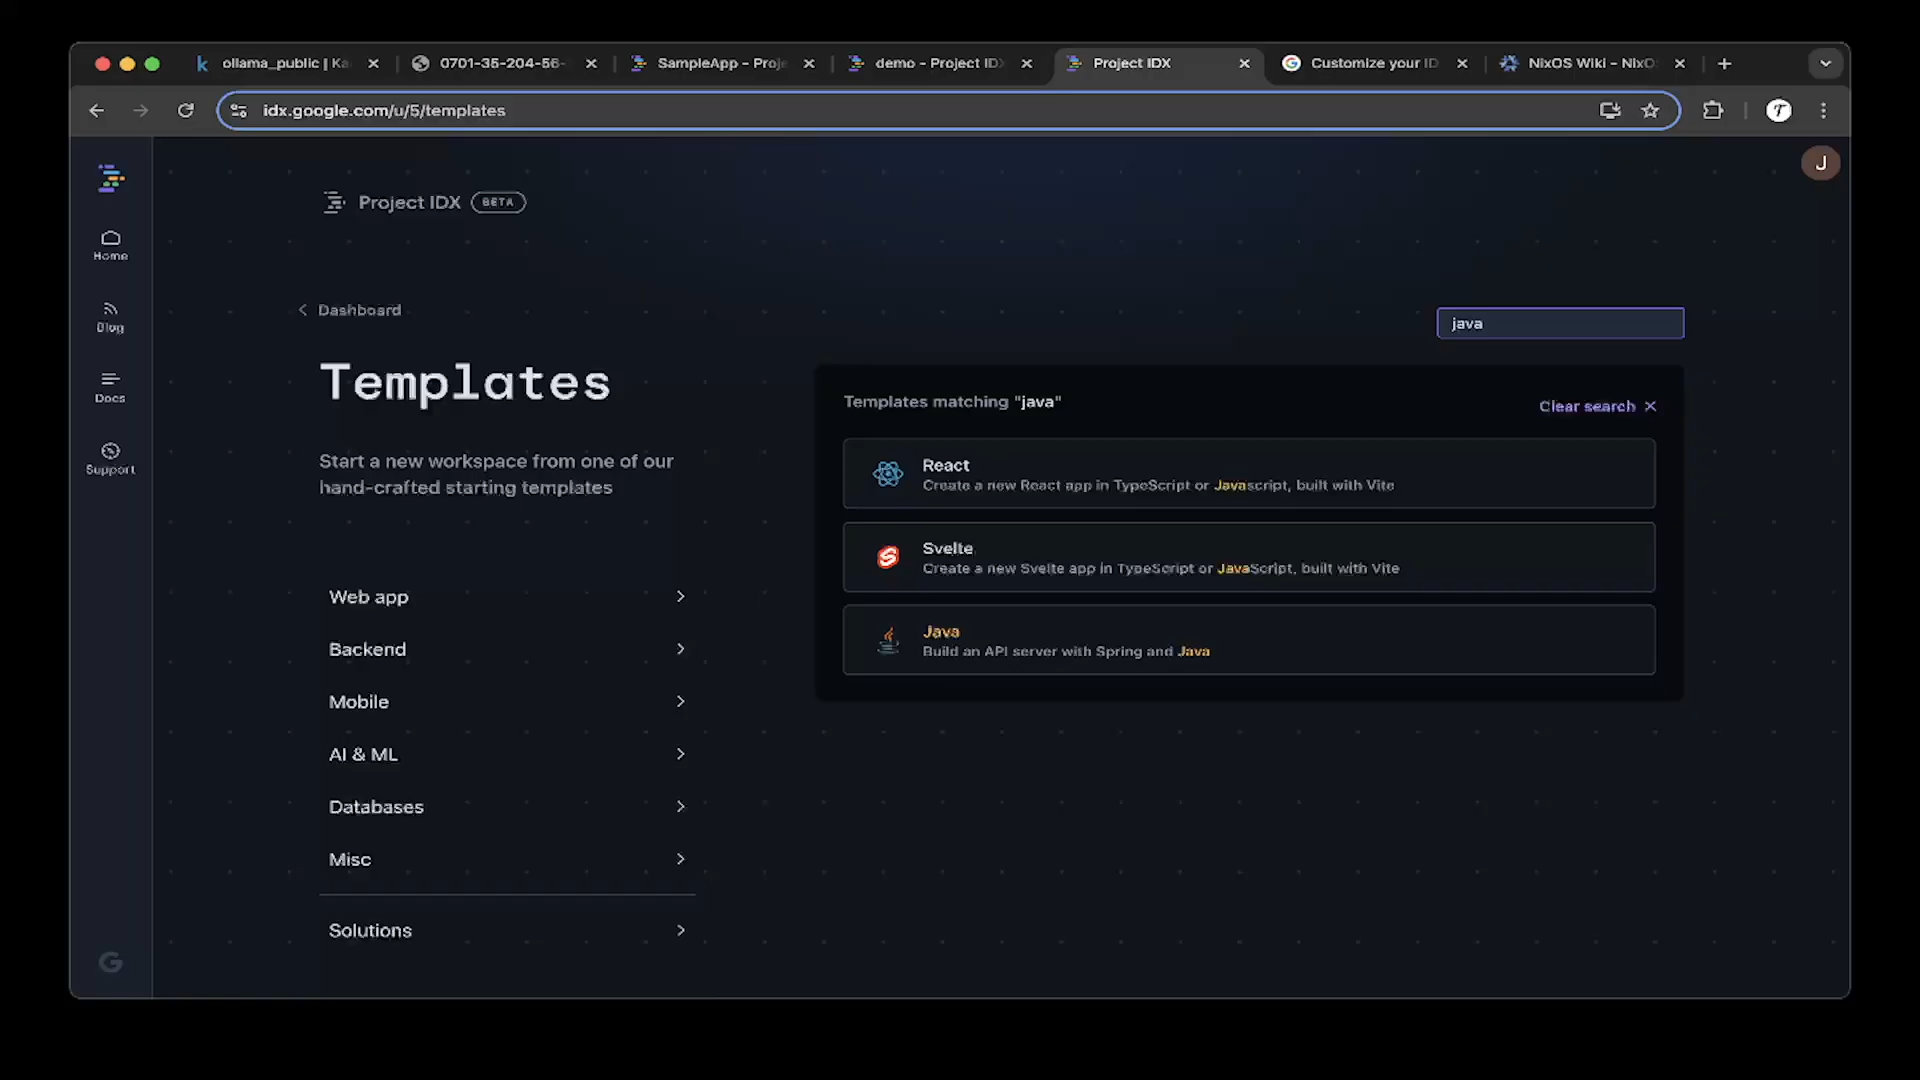 ollama_public | Ka
0701-35-204-56-
SampleApp - Proje
demo - Project IDX
Project IDX
Customize your ID
NixOS Wiki - NixO
idx.google.com/u/5/templates
J
Project IDX BETA
Home
Blog
Docs
Support
Dashboard
java
Templates
Start a new workspace from one of our
hand-crafted starting templates
Web app
Backend
Mobile
AI & ML
Databases
Misc
Solutions
Templates matching "java"
Clear search
React
Create a new React app in TypeScript or Javascript, built with Vite
Svelte
Create a new Svelte app in TypeScript or JavaScript, built with Vite
Java
Build an API server with Spring and Java